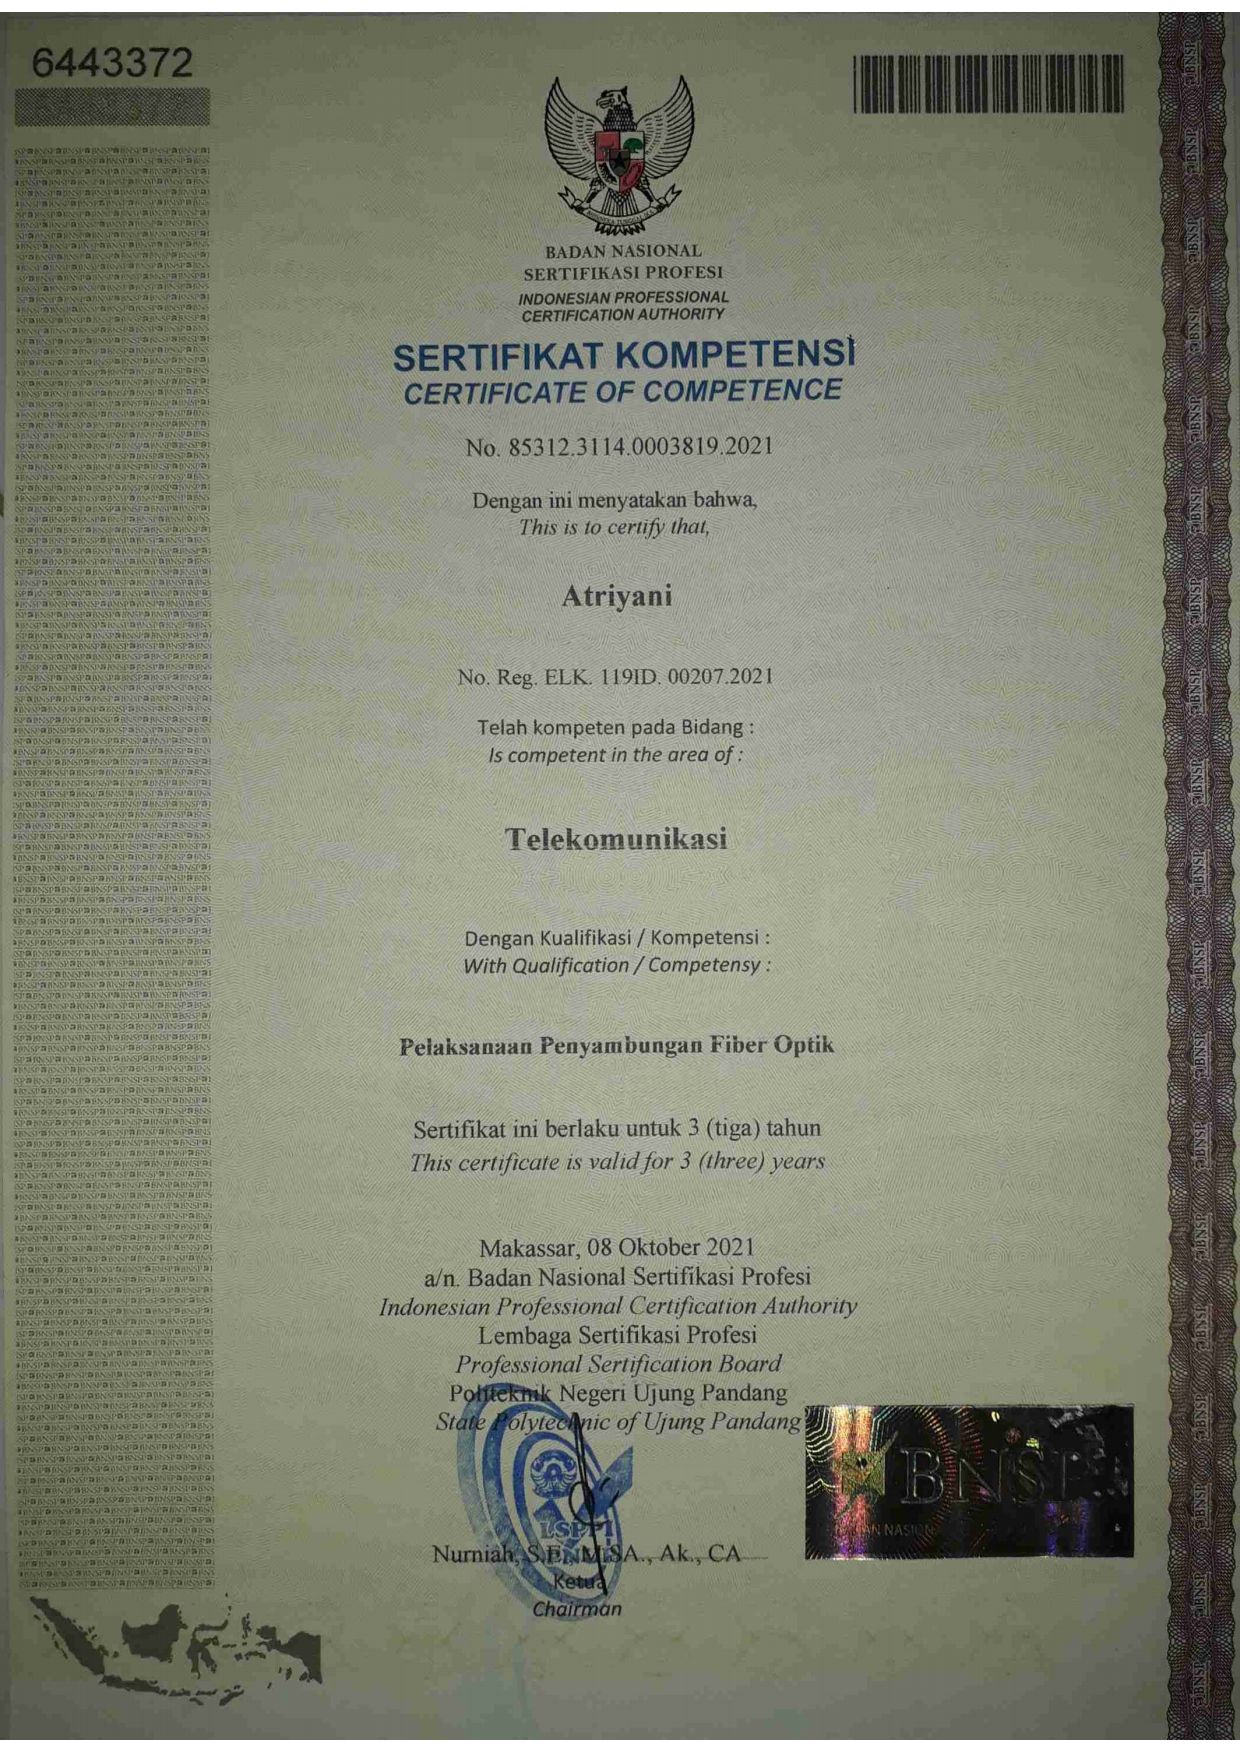 6443372
BADAN NASIONAL
SERTIFIKASI PROFESI
INDONESIAN PROFESSIONAL
CERTIFICATION AUTHORITY
SERTIFIKAT KOMPETENSI
CERTIFICATE OF COMPETENCE
No. 85312.3114.0003819.2021
Dengan ini menyatakan bahwa,
This is to certify that,
Atriyani
No. Reg. ELK. 119ID. 00207.2021
Telah kompeten pada Bidang :
Is competent in the area of :
Telekomunikasi
Dengan Kualifikasi / Kompetensi :
With Qualification / Competensy :
Pelaksanaan Penyambungan Fiber Optik
Sertifikat ini berlaku untuk 3 (tiga) tahun
This certificate is valid for 3 (three) years
Makassar, 08 Oktober 2021
a/n. Badan Nasional Sertifikasi Profesi
Indonesian Professional Certification Authority
Lembaga Sertifikasi Profesi
Professional Sertification Board
Politeknik Negeri Ujung Pandang
State Polytechnic of Ujung Pandang
BNSP
Nurniah, S.E., M.SA., Ak., CA
Ketua
Chairman